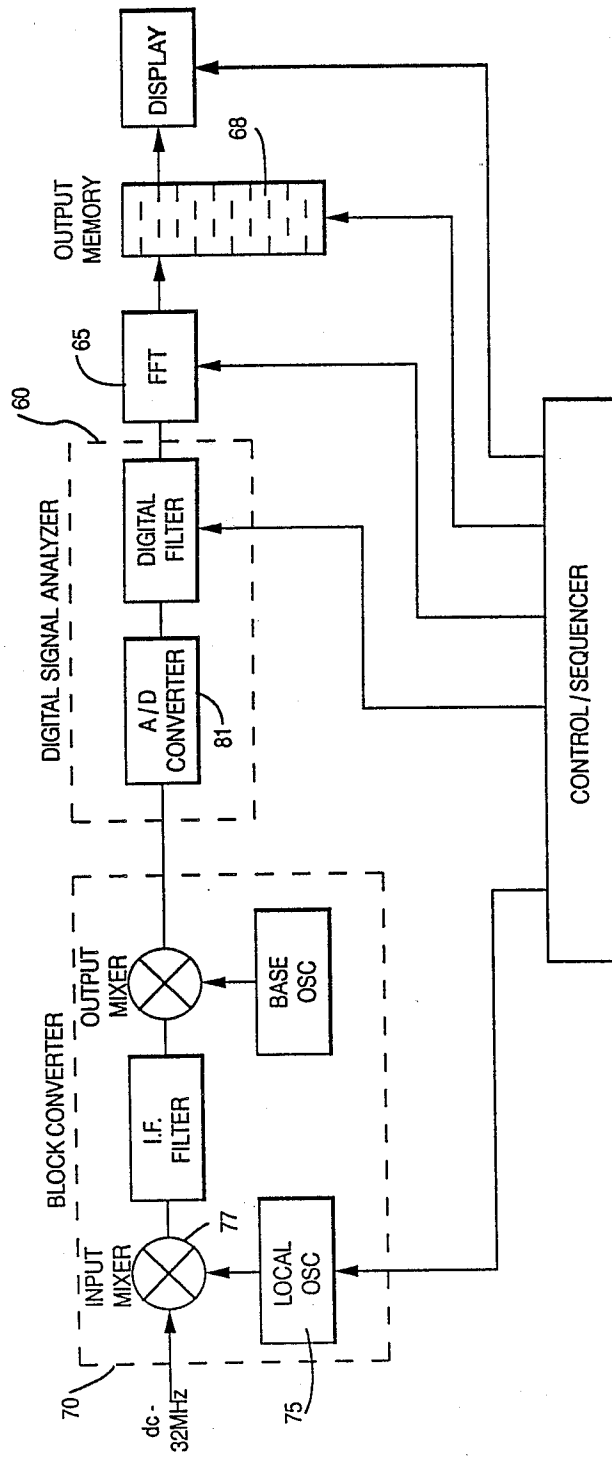 BLOCK CONVERTER
70
dc -
32MHz
INPUT
MIXER
77
I.F.
FILTER
OUTPUT
MIXER
LOCAL
OSC
75
BASE
OSC
DIGITAL SIGNAL ANALYZER
60
A/D
CONVERTER
81
DIGITAL
FILTER
65
FFT
OUTPUT
MEMORY
68
DISPLAY
CONTROL/SEQUENCER